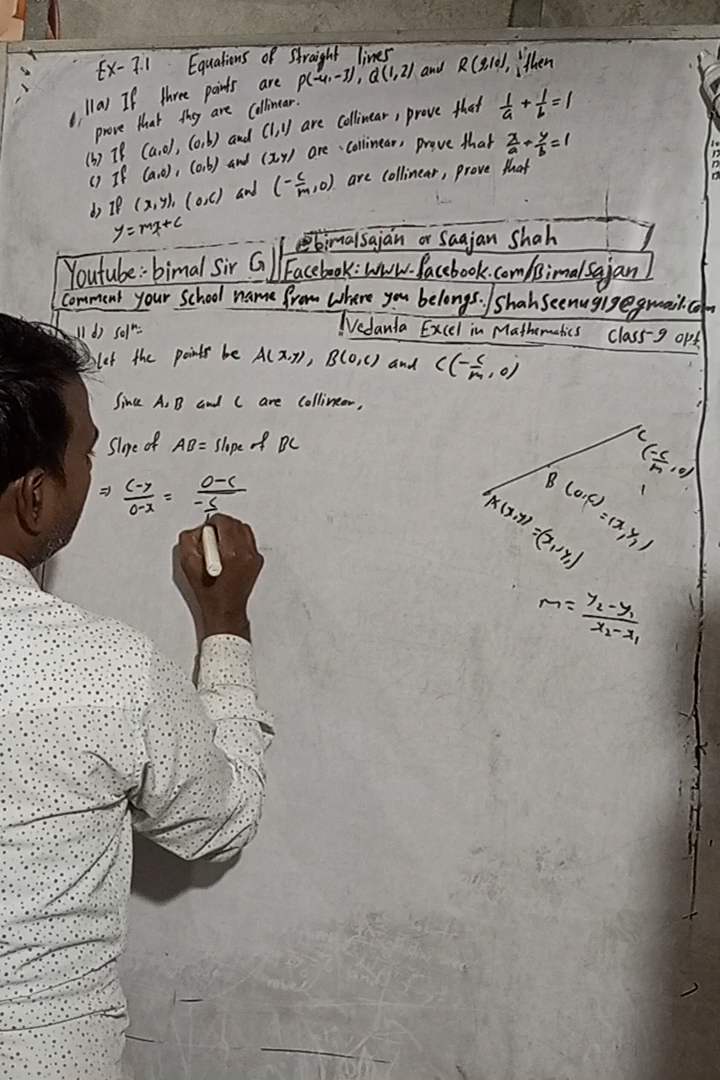 Ex- 7.1 Equations of Straight lines
11a) If three points are P(-4,-3), Q(1,2) and R(9,10), then
prove that they are Collinear.
(b) If (a,0), (0,b) and (1,1) are collinear, prove that 1/a + 1/b = 1
c) If (a,0), (0,b) and (x,y) are collinear, prove that x/a + y/b = 1
d) If (x,y), (0,c) and (-c/m, 0) are collinear, prove that
y = mx+c
@bimalsajan or Saajan Shah
Youtube:- bimal Sir G
Facebook: www.facebook.com/Bimalsajan
Comment your School name from where you belongs. / Shahseenu919@gmail.com
Vedanta Excel in Mathematics Class-9 opt
11 d) Soln:
Let the points be A(x,y), B(0,c) and C(-c/m, 0)
Since A, B and C are collinear,
Slope of AB = Slope of BC
=> c-y/0-x = 0-c/-c/
C
(-c/m, 0)
B (0,c) = (x₂,y₂)
A(x,y) = (x₁,y₁)
m = y₂-y₁/x₂-x₁